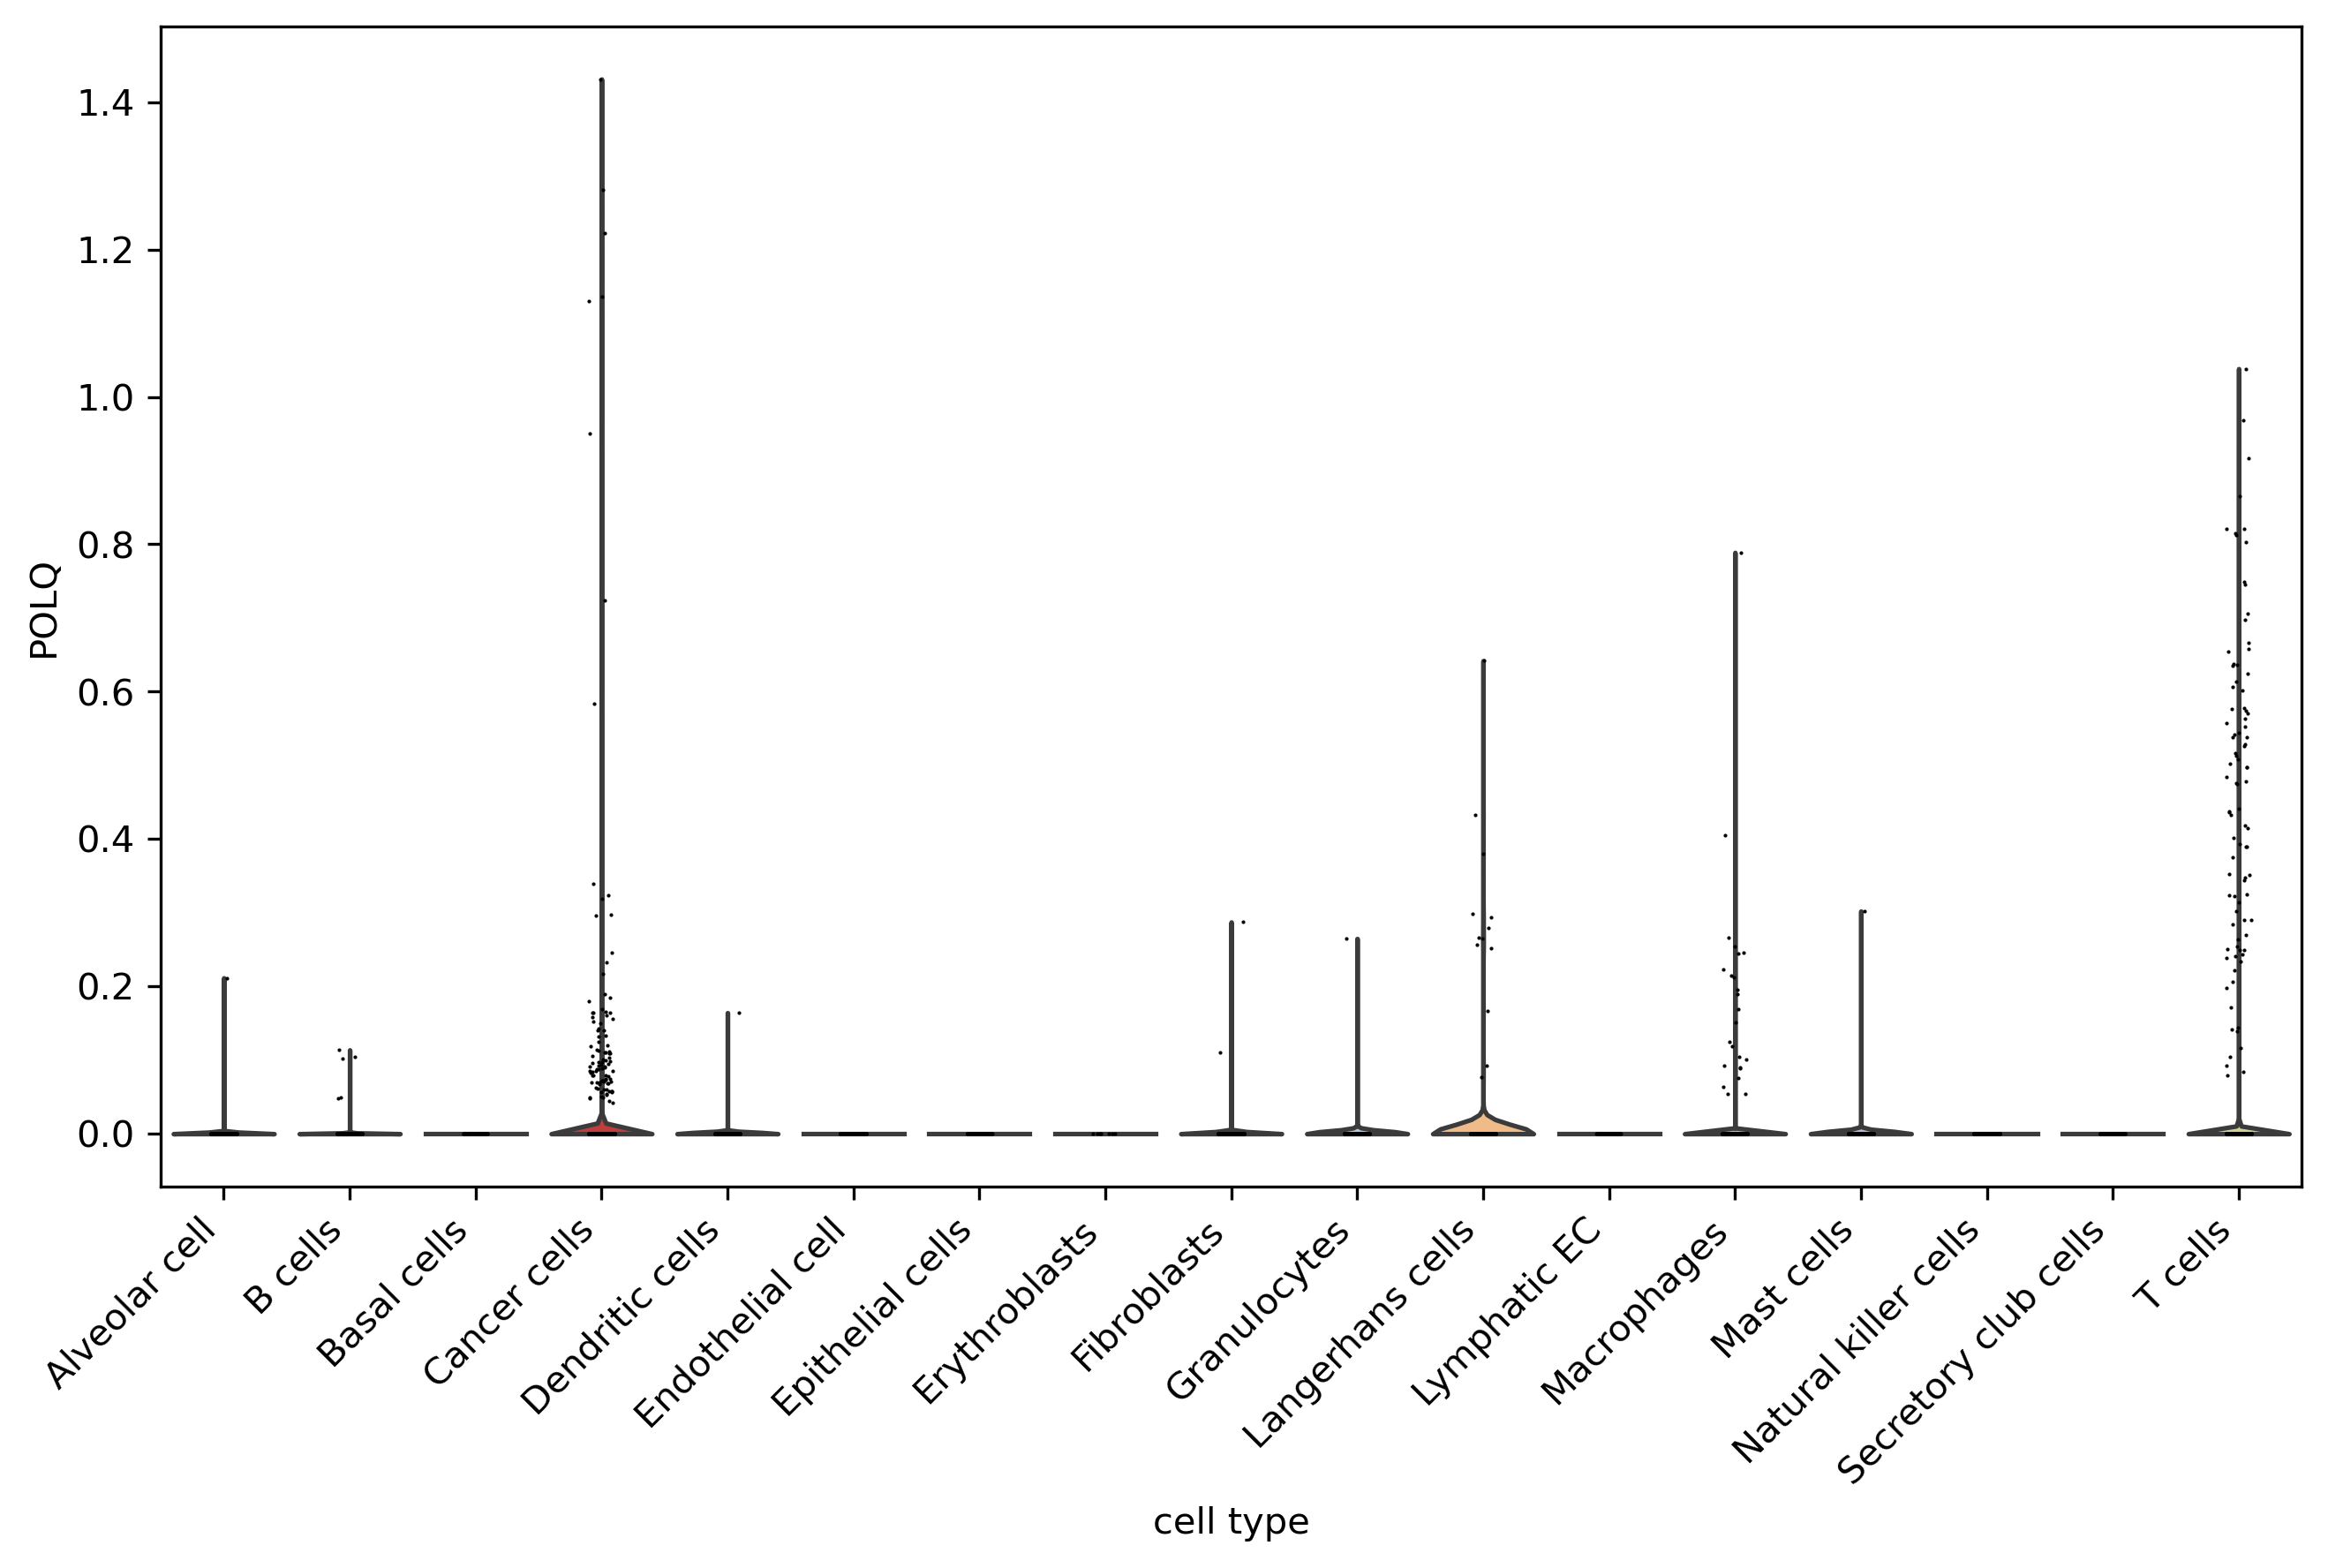 1.4
1.2
1.0
0.8
0.6
0.4
0.2
0.0
POLQ
Alveolar cell
B cells
Basal cells
Cancer cells
Dendritic cells
Endothelial cell
Epithelial cells
Erythroblasts
Fibroblasts
Granulocytes
Langerhans cells
Lymphatic EC
Macrophages
Mast cells
Natural killer cells
Secretory club cells
T cells
cell type